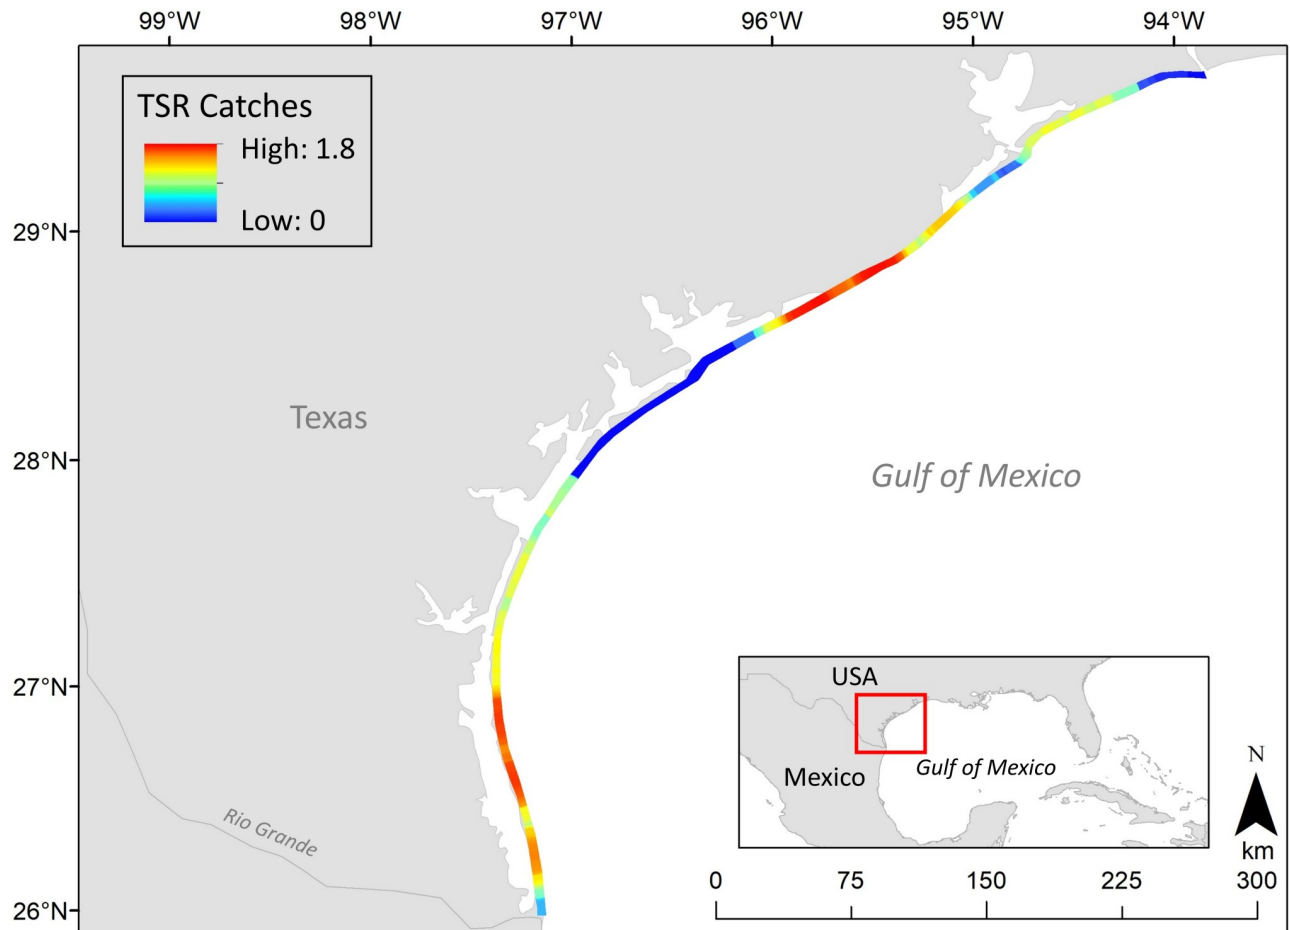 99°W 98°W 97°W 96°W 95°W 94°W
TSR Catches
High: 1.8
Low: 0
29°N
Texas
28°N
Gulf of Mexico
27°N
USA
Mexico
Gulf of Mexico
N
Rio Grande
km
0 75 150 225 300
26°N